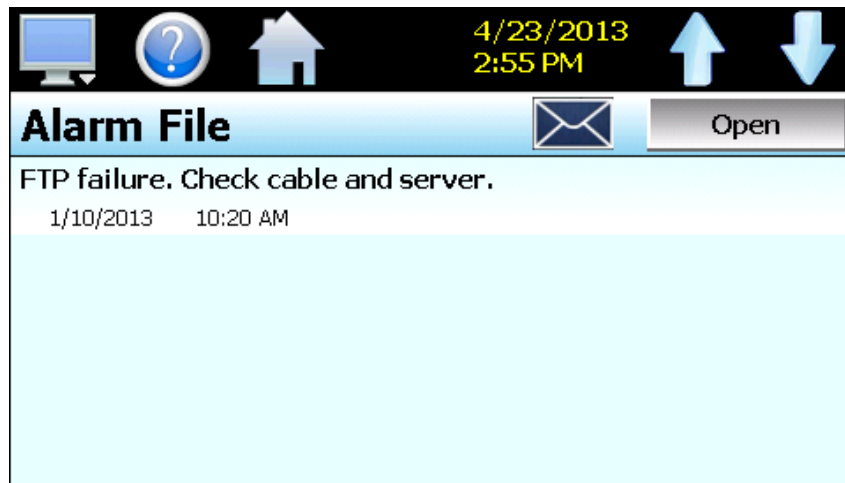 4/23/2013
2:55 PM
Alarm File
Open
FTP failure. Check cable and server.
1/10/2013 10:20 AM